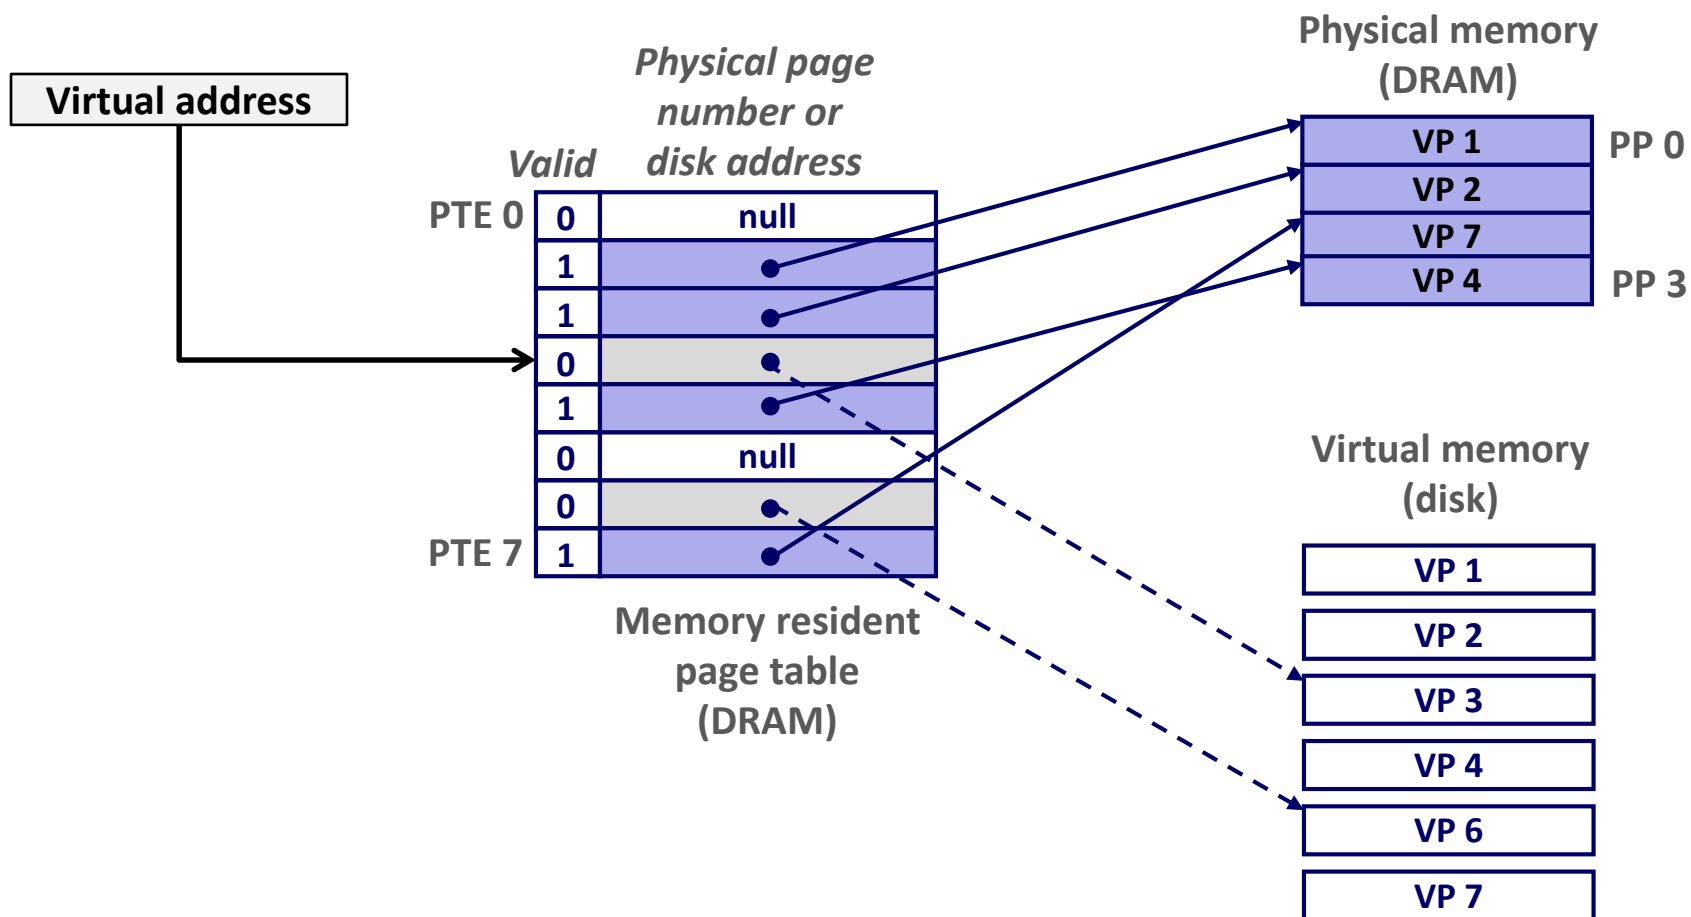 Virtual address
Physical page
number or
disk address
Valid
PTE 0
0
null
1
1
0
1
0
null
0
PTE 7
1
Memory resident
page table
(DRAM)
Physical memory
(DRAM)
VP 1
PP 0
VP 2
VP 7
VP 4
PP 3
Virtual memory
(disk)
VP 1
VP 2
VP 3
VP 4
VP 6
VP 7